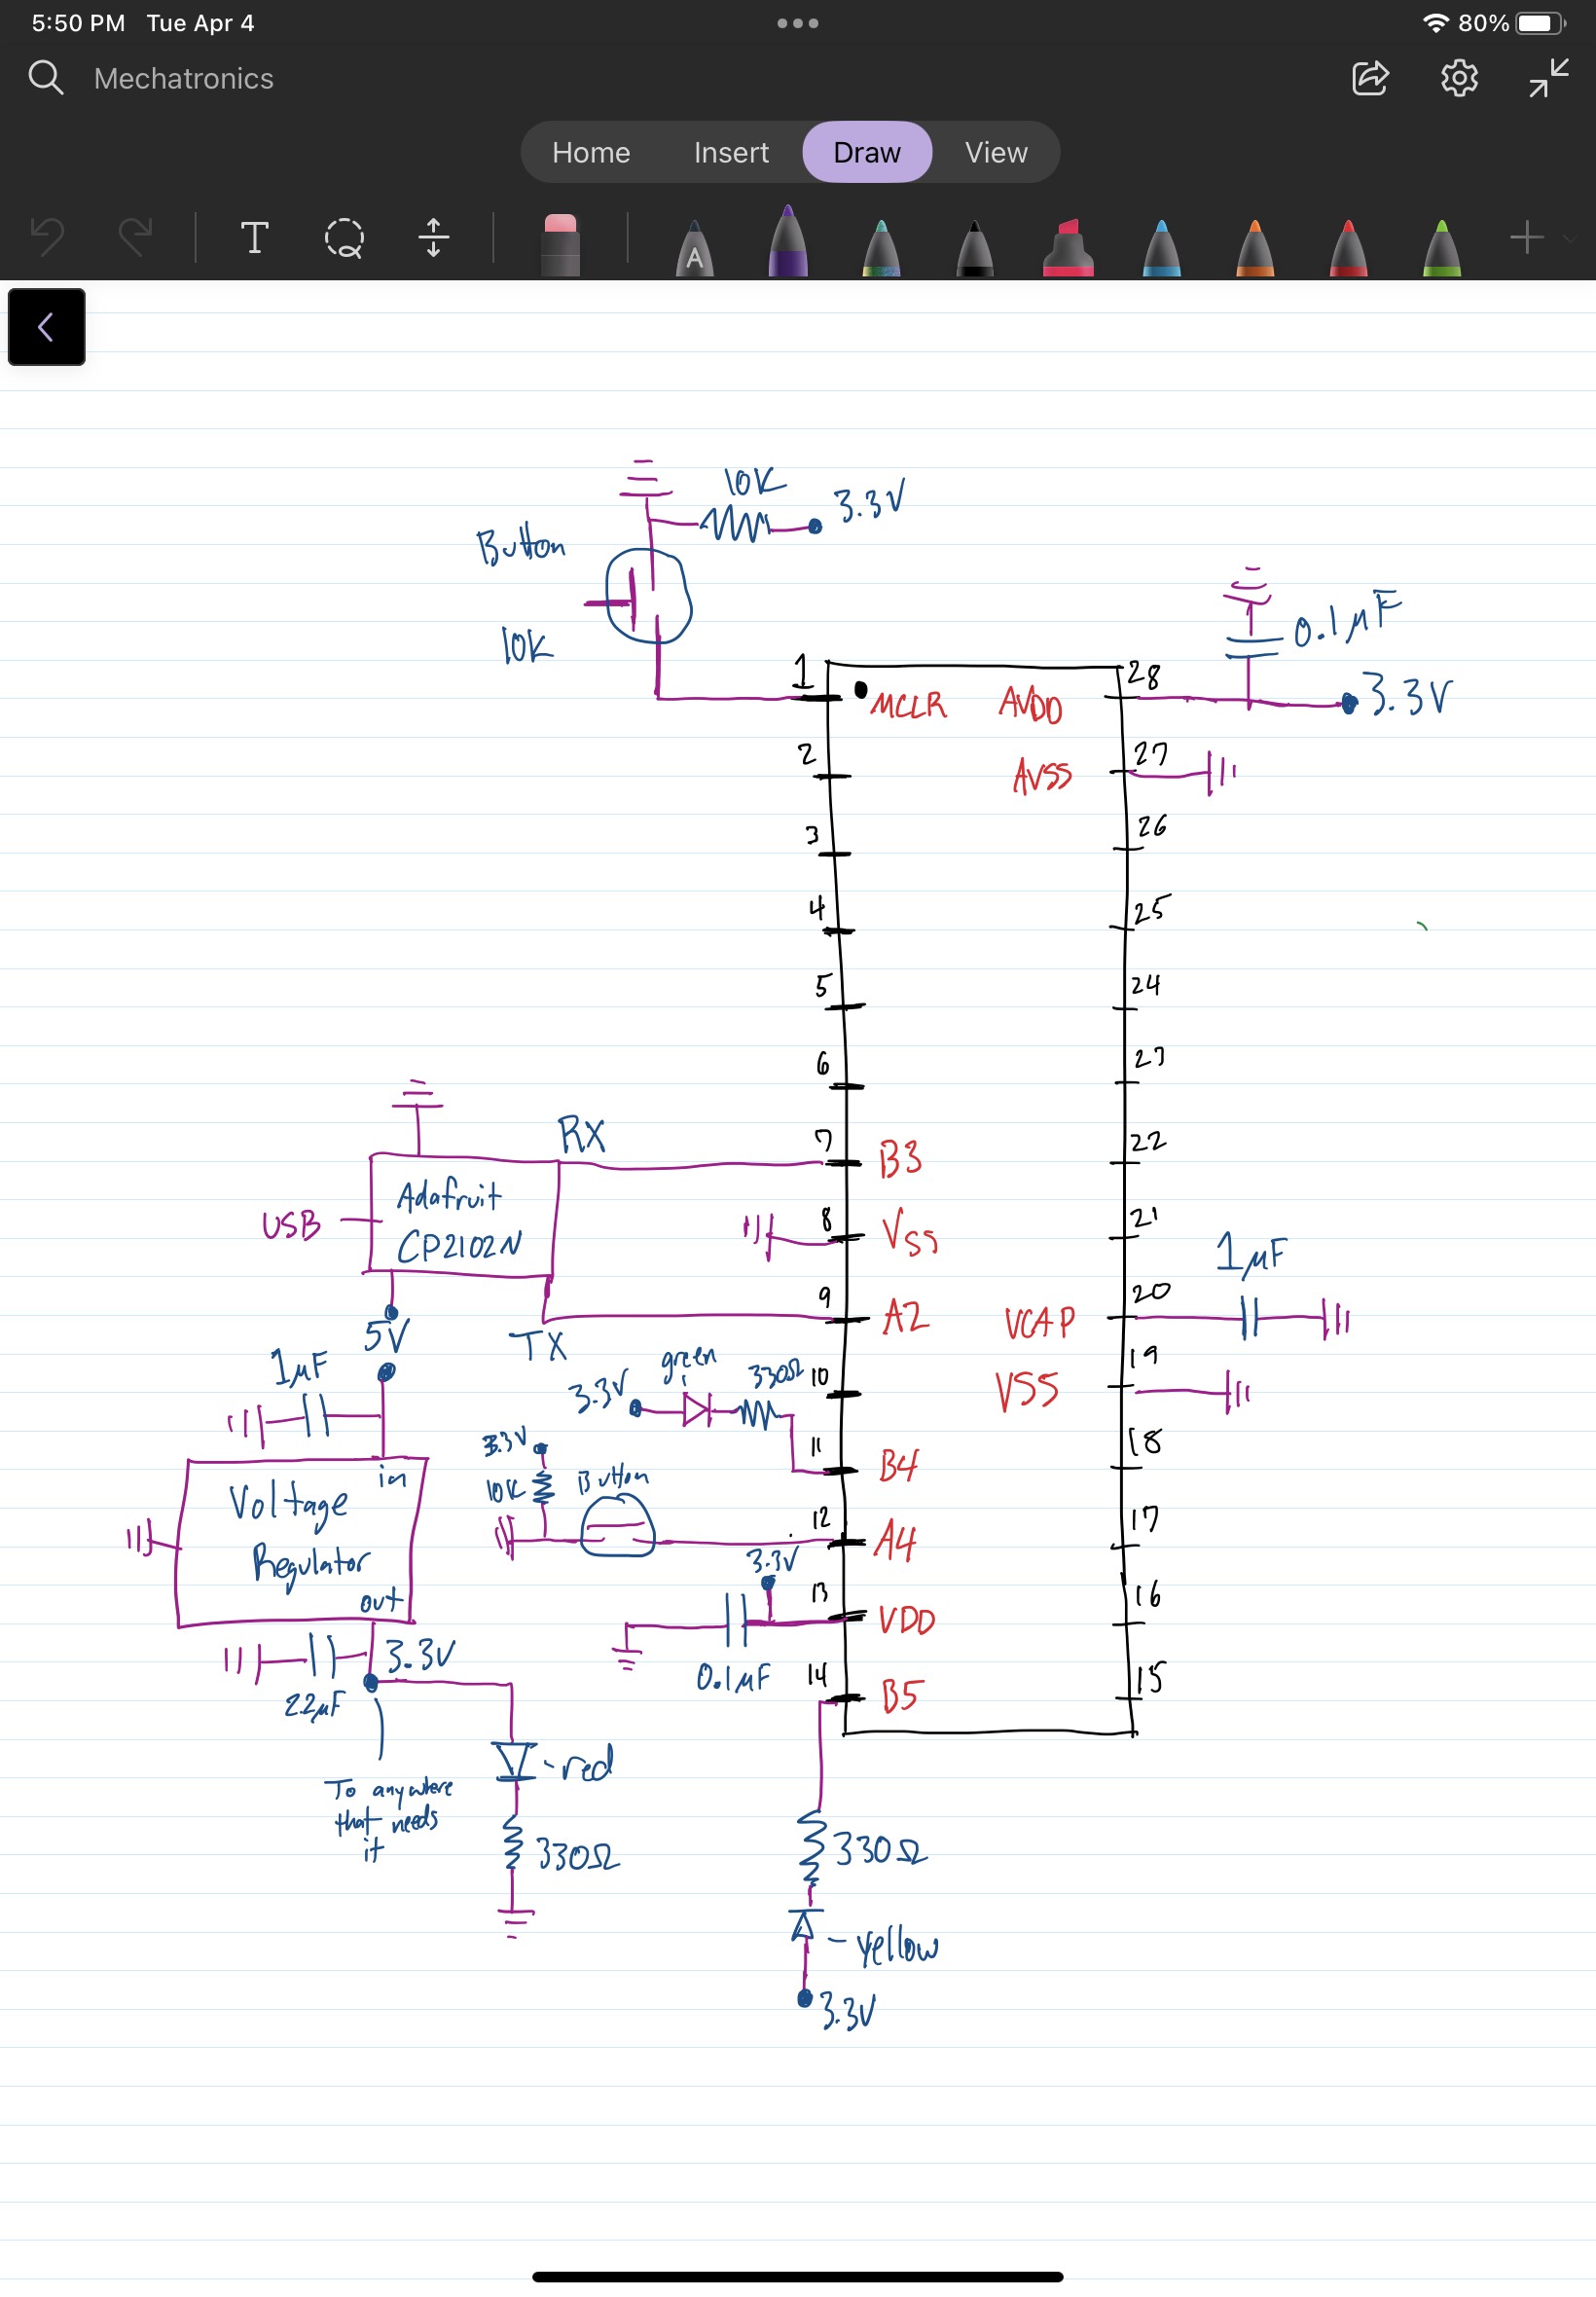 5:50 PM Tue Apr 4
80%
Mechatronics
Home Insert Draw View
T
A
10K
3.3V
Button
10K
0.1µF
1
28
MCLR AVDD
3.3V
2
27
AVSS
3
26
4
25
5
24
6
23
RX
7
B3
22
Adafruit
CP2102N
USB
8
VSS
21
1µF
9
A2
VCAP
20
5V
TX
1µF
green
330Ω
3.3V
10
VSS
19
3.3V
10K
Button
11
B4
18
in
Voltage
Regulator
out
12
A4
17
3.3V
13
VDD
16
3.3V
22µF
0.1µF
14
B5
15
-red
To anywhere
that needs
it
330Ω
330Ω
-yellow
3.3V